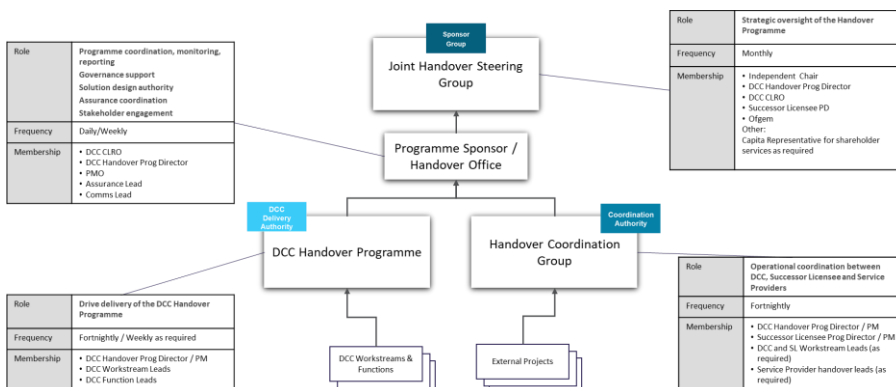 Sponsor
Group
Joint Handover Steering
Group
Role
Strategic oversight of the Handover
Programme
Frequency
Monthly
Membership
• Independent Chair
• DCC Handover Prog Director
• DCC CLRO
• Successor Licensee PD
• Ofgem
Other:
Capita Representative for shareholder
services as required
Role
Programme coordination, monitoring,
reporting
Governance support
Solution design authority
Assurance coordination
Stakeholder engagement
Frequency
Daily/Weekly
Membership
• DCC CLRO
• DCC Handover Prog Director
• PMO
• Assurance Lead
• Comms Lead
Programme Sponsor /
Handover Office
DCC
Delivery
Authority
DCC Handover Programme
Coordination
Authority
Handover Coordination
Group
Role
Drive delivery of the DCC Handover
Programme
Frequency
Fortnightly / Weekly as required
Membership
• DCC Handover Prog Director / PM
• DCC Workstream Leads
• DCC Function Leads
DCC Workstreams &
Functions
External Projects
Role
Operational coordination between
DCC, Successor Licensee and Service
Providers
Frequency
Fortnightly
Membership
• DCC Handover Prog Director / PM
• Successor Licensee Prog Director / PM
• DCC and SL Workstream Leads (as
required)
• Service Provider handover leads (as
required)